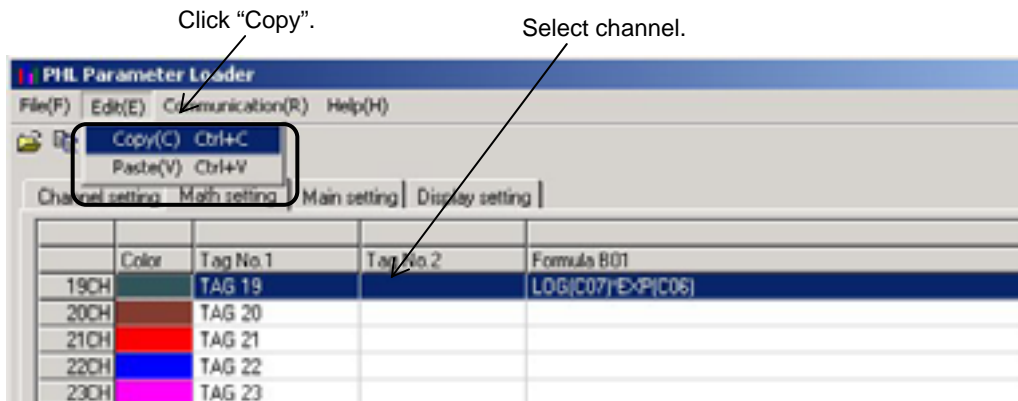 Click “Copy”.
Select channel.
PHL Parameter Loader
File(F) Edit(E) Communication(R) Help(H)
Copy(C) Ctrl+C
Paste(V) Ctrl+V
Channel setting Math setting Main setting Display setting
Color Tag No.1 Tag No.2 Formula B01
19CH TAG 19 LOG(C07)*EXP(C06)
20CH TAG 20
21CH TAG 21
22CH TAG 22
23CH TAG 23